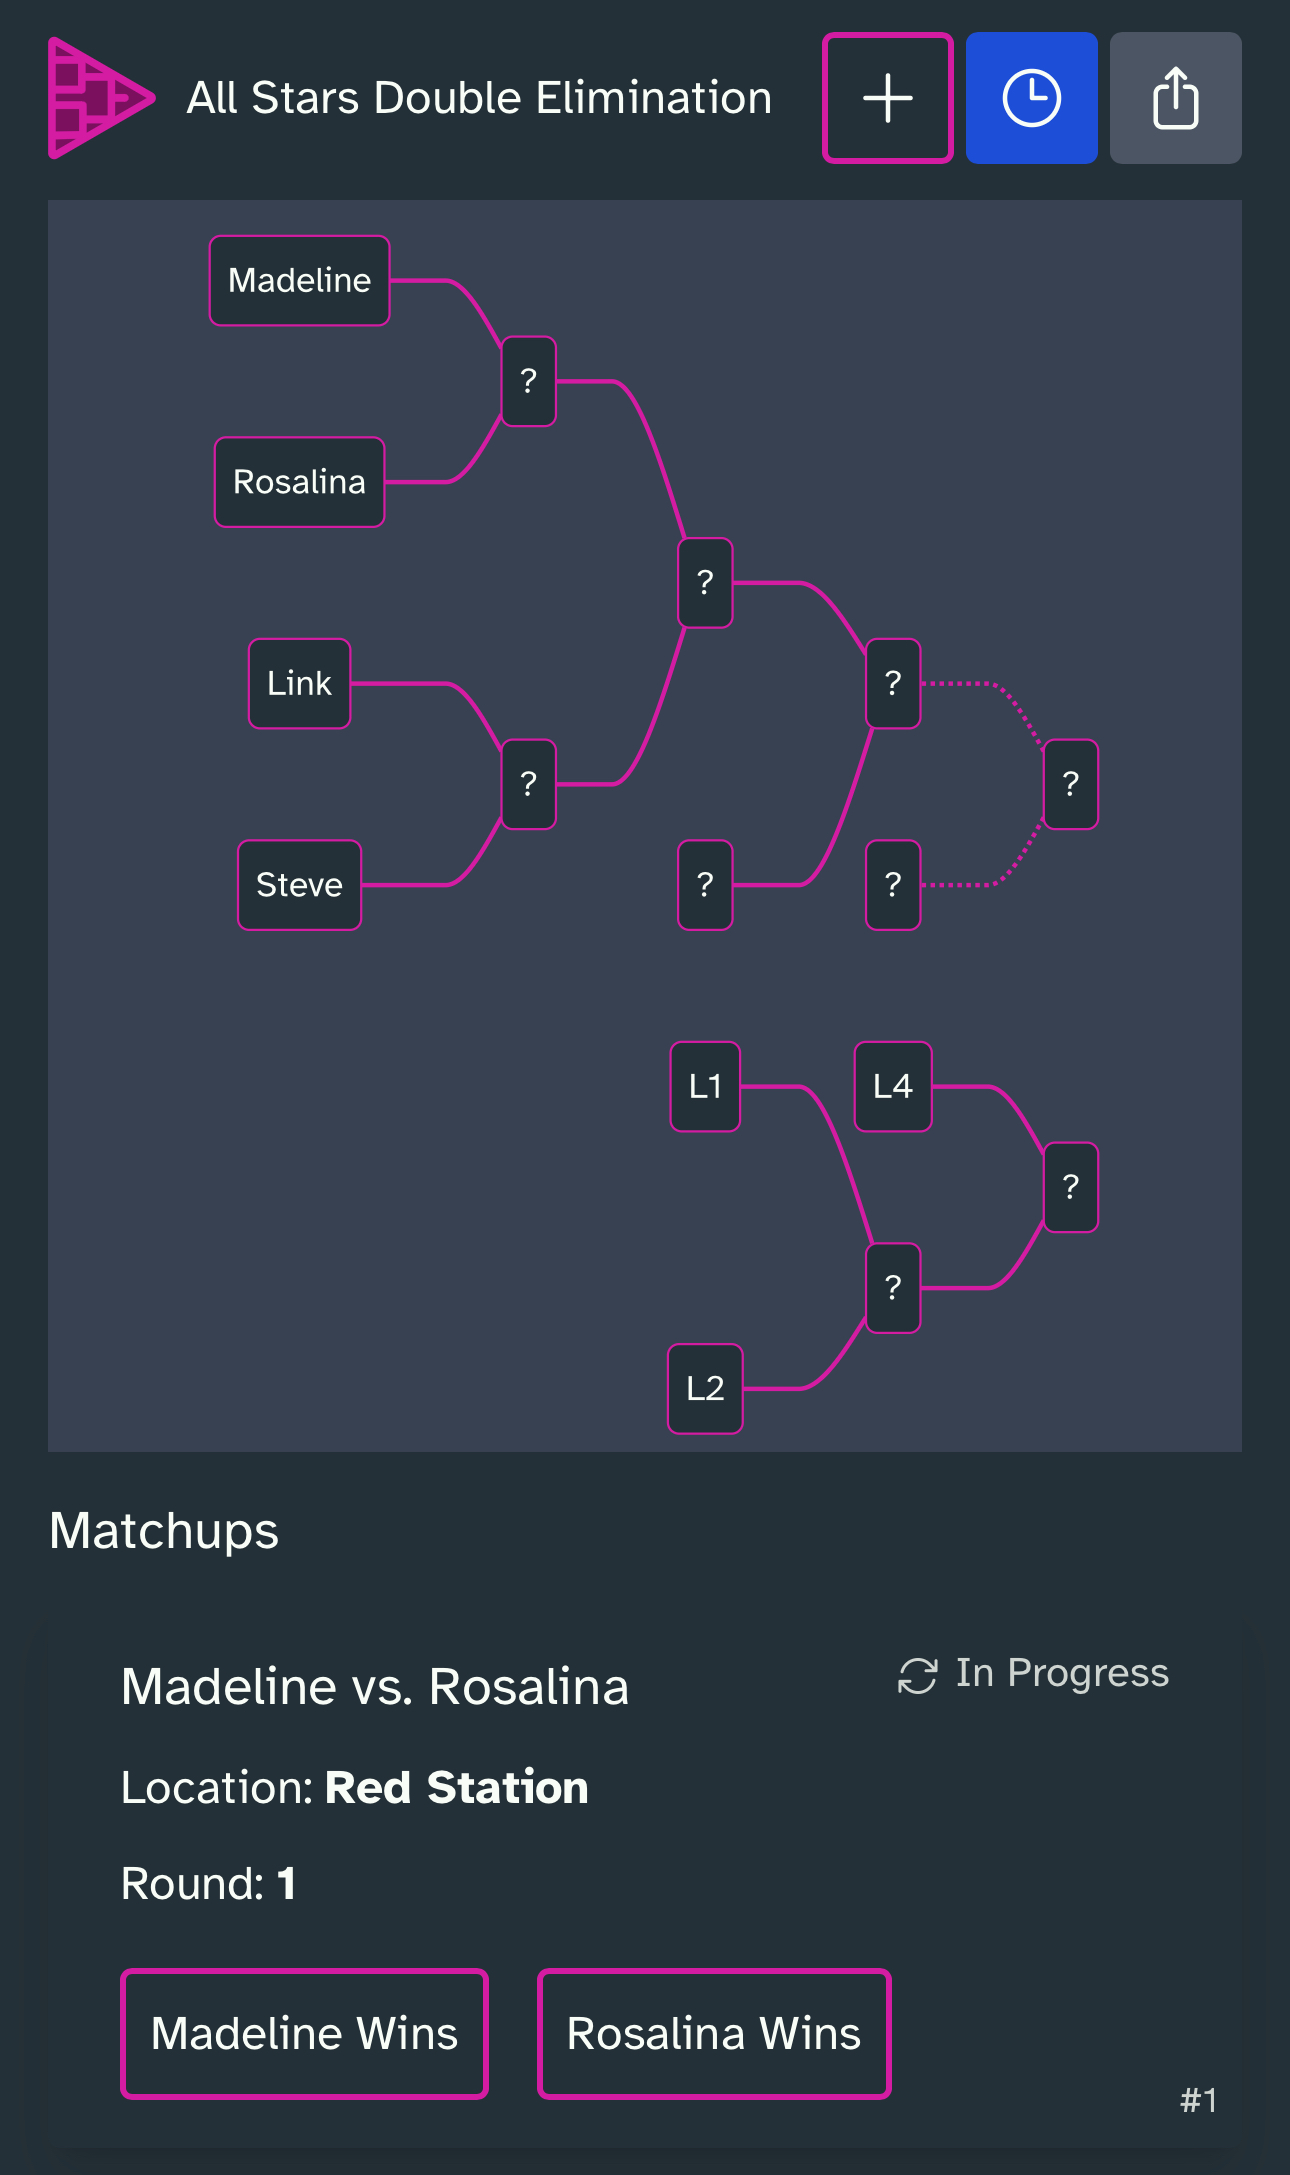 All Stars Double Elimination
Madeline
?
Rosalina
?
Link
?
?
?
Steve
?
?
L1
L4
?
?
L2
Matchups
Madeline vs. Rosalina
In Progress
Location: Red Station
Round: 1
Madeline Wins
Rosalina Wins
#1